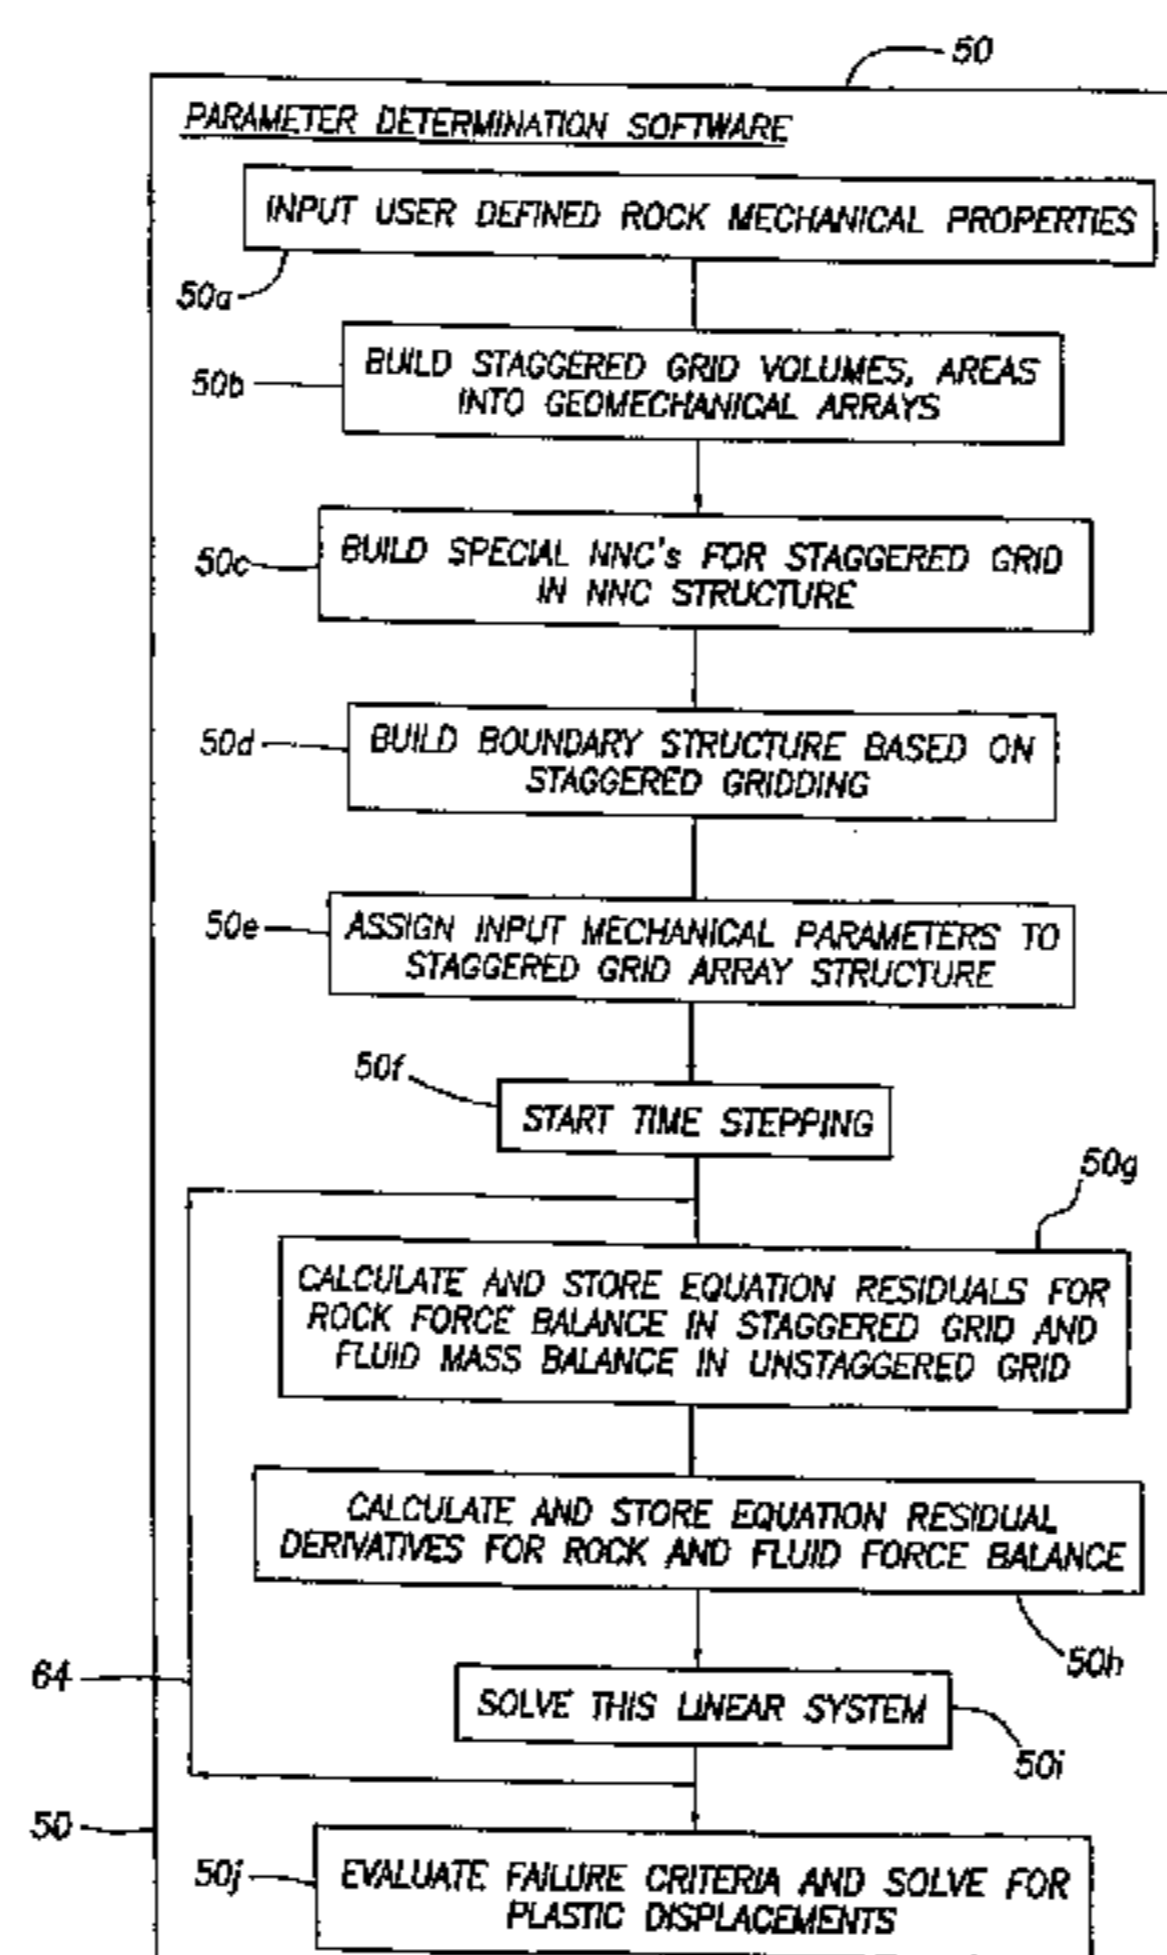 50
PARAMETER DETERMINATION SOFTWARE
INPUT USER DEFINED ROCK MECHANICAL PROPERTIES
50a
BUILD STAGGERED GRID VOLUMES, AREAS
INTO GEOMECHANICAL ARRAYS
50b
BUILD SPECIAL NNC's FOR STAGGERED GRID
IN NNC STRUCTURE
50c
BUILD BOUNDARY STRUCTURE BASED ON
STAGGERED GRIDDING
50d
ASSIGN INPUT MECHANICAL PARAMETERS TO
STAGGERED GRID ARRAY STRUCTURE
50e
50f
START TIME STEPPING
50g
CALCULATE AND STORE EQUATION RESIDUALS FOR
ROCK FORCE BALANCE IN STAGGERED GRID AND
FLUID MASS BALANCE IN UNSTAGGERED GRID
CALCULATE AND STORE EQUATION RESIDUAL
DERIVATIVES FOR ROCK AND FLUID FORCE BALANCE
50h
64
SOLVE THIS LINEAR SYSTEM
50i
50
50j
EVALUATE FAILURE CRITERIA AND SOLVE FOR
PLASTIC DISPLACEMENTS